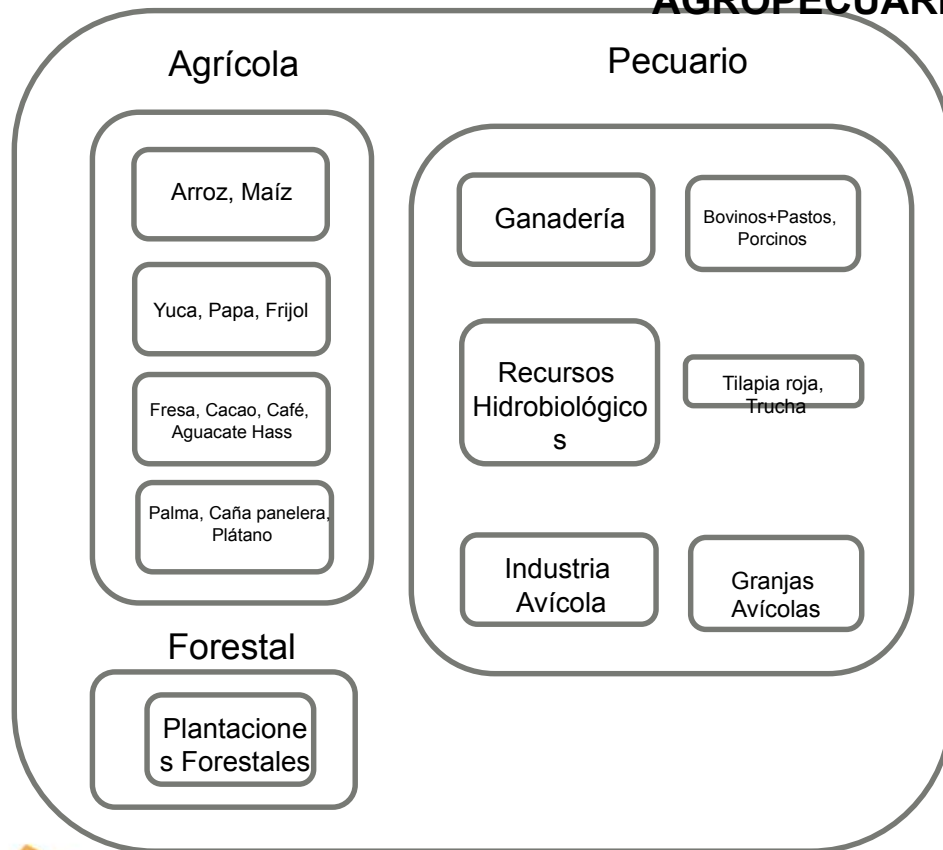 AGROPECUARI
Agrícola
Pecuario
Arroz, Maíz
Yuca, Papa, Frijol
Fresa, Cacao, Café,
Aguacate Hass
Palma, Caña panelera,
Plátano
Ganadería
Bovinos+Pastos,
Porcinos
Recursos
Hidrobiológico
s
Tilapia roja,
Trucha
Industria
Avícola
Granjas
Avícolas
Forestal
Plantacione
s Forestales